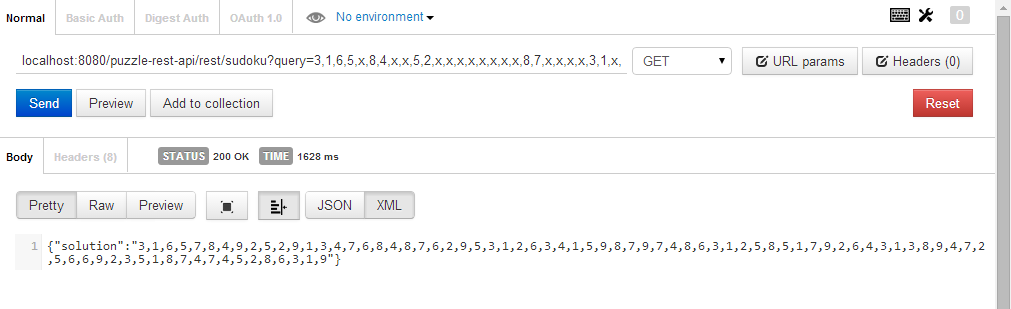 Normal Basic Auth Digest Auth OAuth 1.0 No environment 0
localhost:8080/puzzle-rest-api/rest/sudoku?query=3,1,6,5,x,8,4,x,x,5,2,x,x,x,x,x,x,x,x,x,8,7,x,x,x,x,3,1,x, GET URL params Headers (0)
Send Preview Add to collection Reset
Body Headers (8) STATUS 200 OK TIME 1628 ms
Pretty Raw Preview JSON XML
1 {"solution":"3,1,6,5,7,8,4,9,2,5,2,9,1,3,4,7,6,8,4,8,7,6,2,9,5,3,1,2,6,3,4,1,5,9,8,7,9,7,4,8,6,3,1,2,5,8,5,1,7,9,2,6,4,3,1,3,8,9,4,7,2
,5,6,6,9,2,3,5,1,8,7,4,7,4,5,2,8,6,3,1,9"}